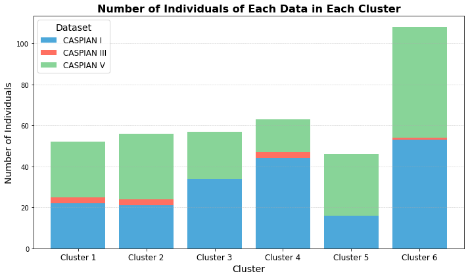 Number of Individuals of Each Data in Each Cluster
Dataset
CASPIAN I
CASPIAN III
CASPIAN V
Number of Individuals
100
80
60
40
20
0
Cluster 1 Cluster 2 Cluster 3 Cluster 4 Cluster 5 Cluster 6
Cluster